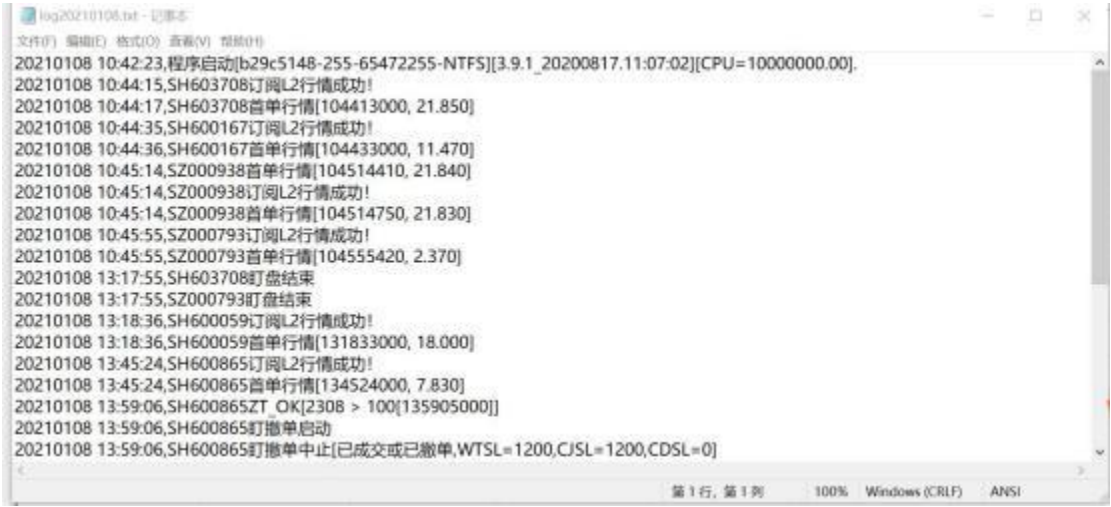 log20210108.txt - 记事本
文件(F) 编辑(E) 格式(O) 查看(V) 帮助(H)
20210108 10:42:23,程序启动[b29c5148-255-65472255-NTFS][3.9.1_20200817.11:07:02][CPU=10000000.00].
20210108 10:44:15,SH603708订阅L2行情成功!
20210108 10:44:17,SH603708首单行情[104413000, 21.850]
20210108 10:44:35,SH600167订阅L2行情成功!
20210108 10:44:36,SH600167首单行情[104433000, 11.470]
20210108 10:45:14,SZ000938首单行情[104514410, 21.840]
20210108 10:45:14,SZ000938订阅L2行情成功!
20210108 10:45:14,SZ000938首单行情[104514750, 21.830]
20210108 10:45:55,SZ000793订阅L2行情成功!
20210108 10:45:55,SZ000793首单行情[104555420, 2.370]
20210108 13:17:55,SH603708盯盘结束
20210108 13:17:55,SZ000793盯盘结束
20210108 13:18:36,SH600059订阅L2行情成功!
20210108 13:18:36,SH600059首单行情[131833000, 18.000]
20210108 13:45:24,SH600865订阅L2行情成功!
20210108 13:45:24,SH600865首单行情[134524000, 7.830]
20210108 13:59:06,SH600865ZT_OK[2308 > 100[135905000]]
20210108 13:59:06,SH600865盯撤单启动
20210108 13:59:06,SH600865盯撤单中止[已成交或已撤单,WTSL=1200,CJSL=1200,CDSL=0]
第 1 行, 第 1 列 100% Windows (CRLF) ANSI